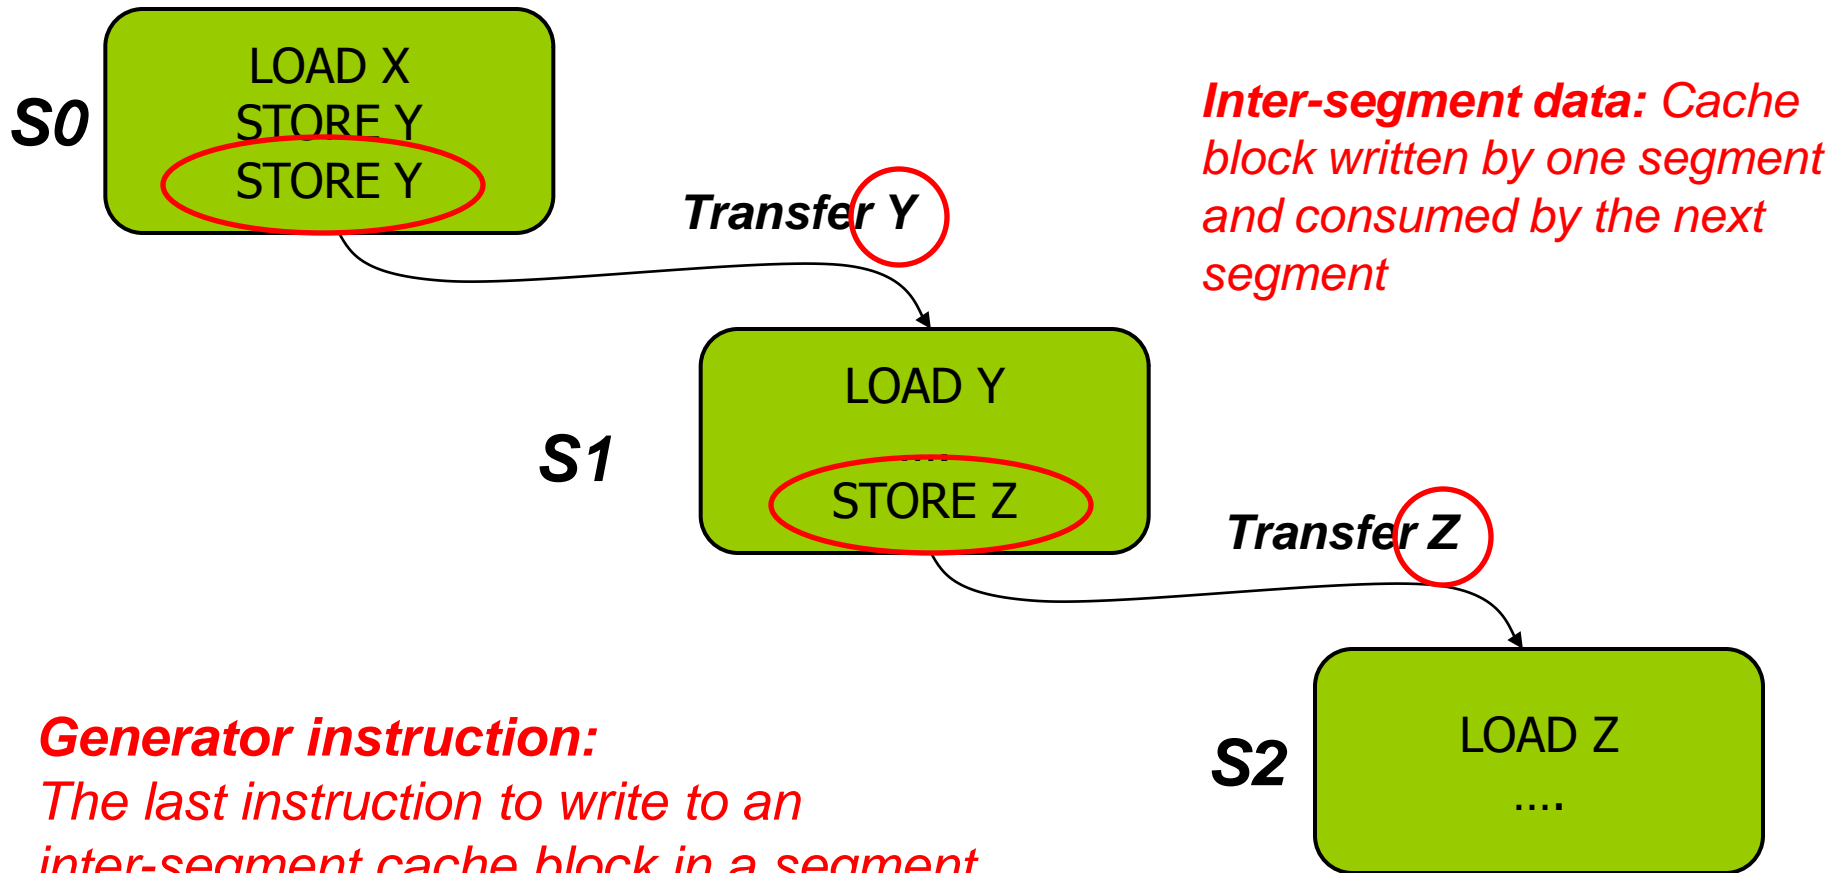 S0
LOAD X
STORE Y
STORE Y
Transfer Y
Inter-segment data: Cache
block written by one segment
and consumed by the next
segment
S1
LOAD Y
....
STORE Z
Transfer Z
S2
LOAD Z
....
Generator instruction:
The last instruction to write to an
inter-segment cache block in a segment